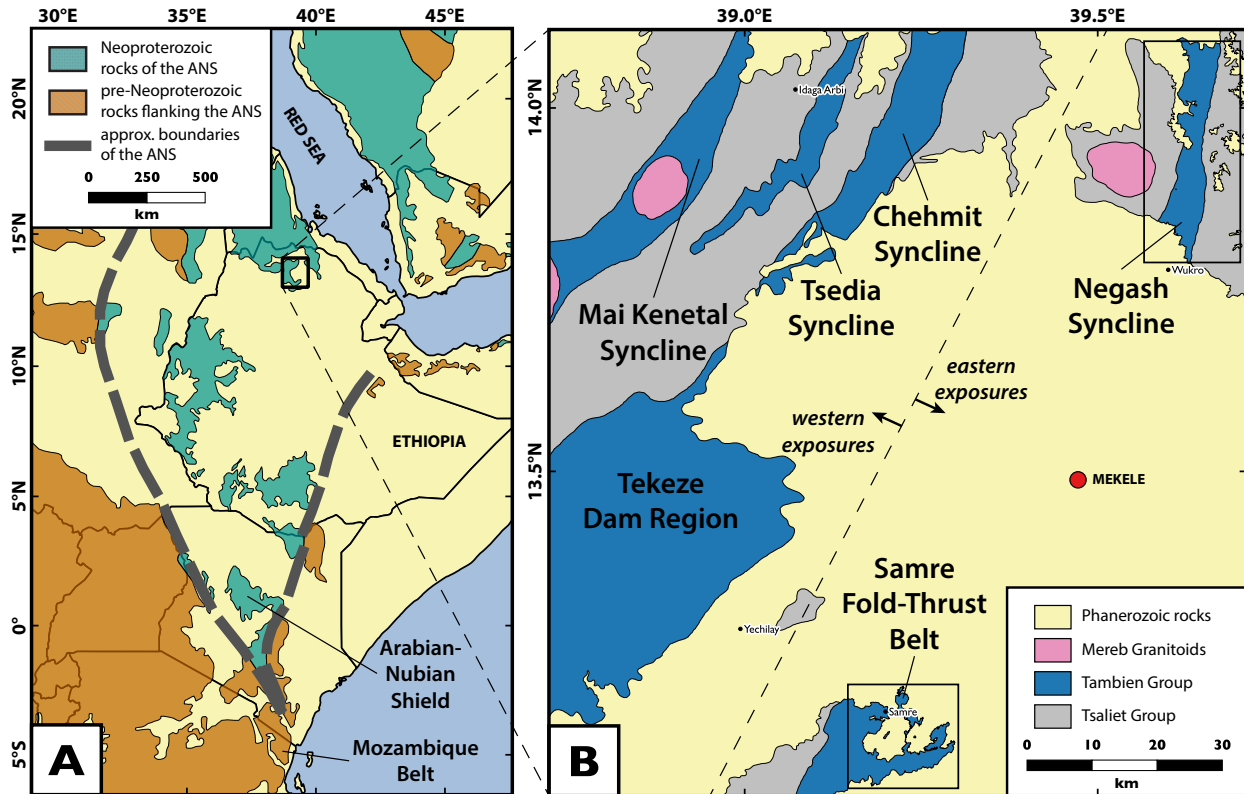 30°E
35°E
40°E
45°E
20°N
15°N
10°N
5°N
0°
5°S
Neoproterozoic
rocks of the ANS
pre-Neoproterozoic
rocks flanking the ANS
approx. boundaries
of the ANS
0
250
500
km
RED SEA
ETHIOPIA
Arabian-
Nubian
Shield
Mozambique
Belt
A
39.0°E
39.5°E
14.0°N
13.5°N
Idaga Arbi
Chehmit
Syncline
Tsedia
Syncline
Mai Kenetal
Syncline
Wukro
Negash
Syncline
eastern
exposures
western
exposures
MEKELE
Tekeze
Dam Region
Samre
Fold-Thrust
Belt
Yechilay
Samre
B
Phanerozoic rocks
Mereb Granitoids
Tambien Group
Tsaliet Group
0
10
20
30
km